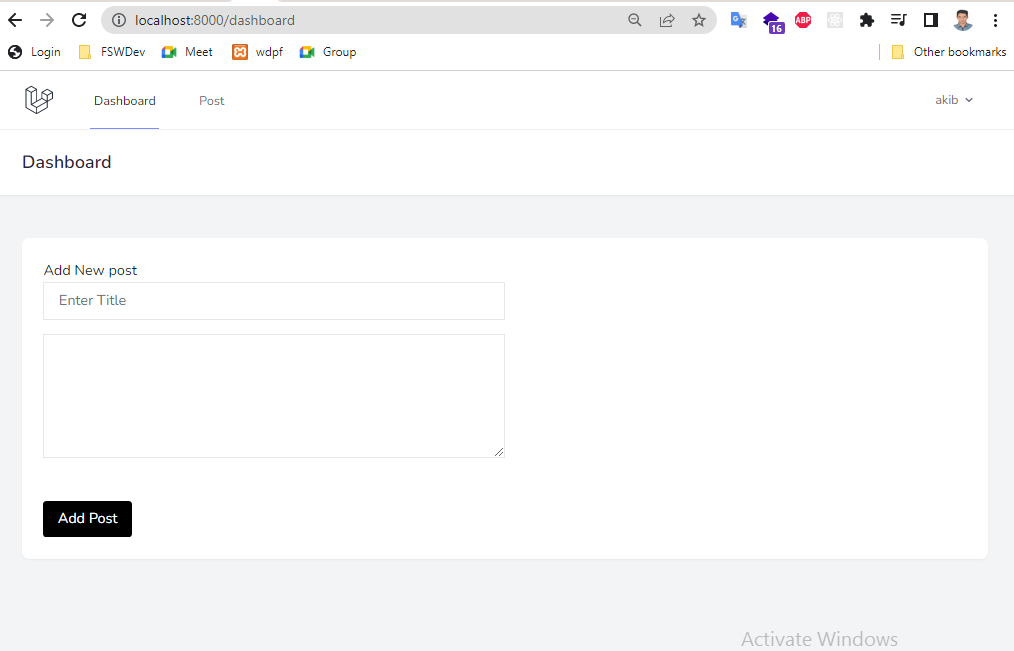 localhost:8000/dashboard
ABP
16
Login FSWDev Meet wdpf Group Other bookmarks
Dashboard Post akib
Dashboard
Add New post
Enter Title
Add Post
Activate Windows